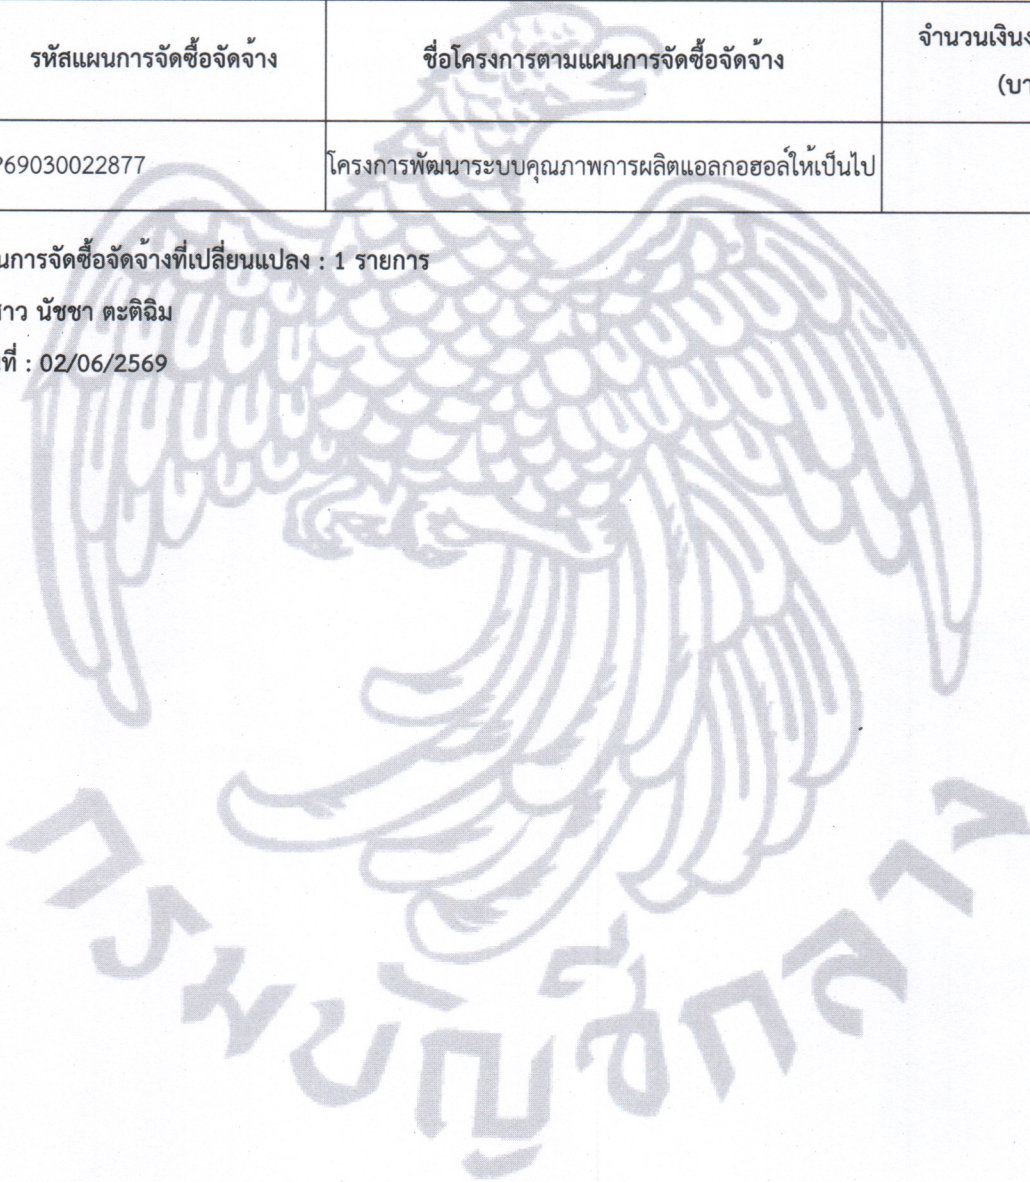 รหัสแผนการจัดซื้อจัดจ้าง
ชื่อโครงการตามแผนการจัดซื้อจัดจ้าง
จำนวนเงินง
(บา
P69030022877
โครงการพัฒนาระบบคุณภาพการผลิตแอลกอฮอล์ให้เป็นไป
นการจัดซื้อจัดจ้างที่เปลี่ยนแปลง : 1 รายการ
สาว นัชชา ตะติฉิม
ที่ : 02/06/2569
กรมบัญชีกลาง